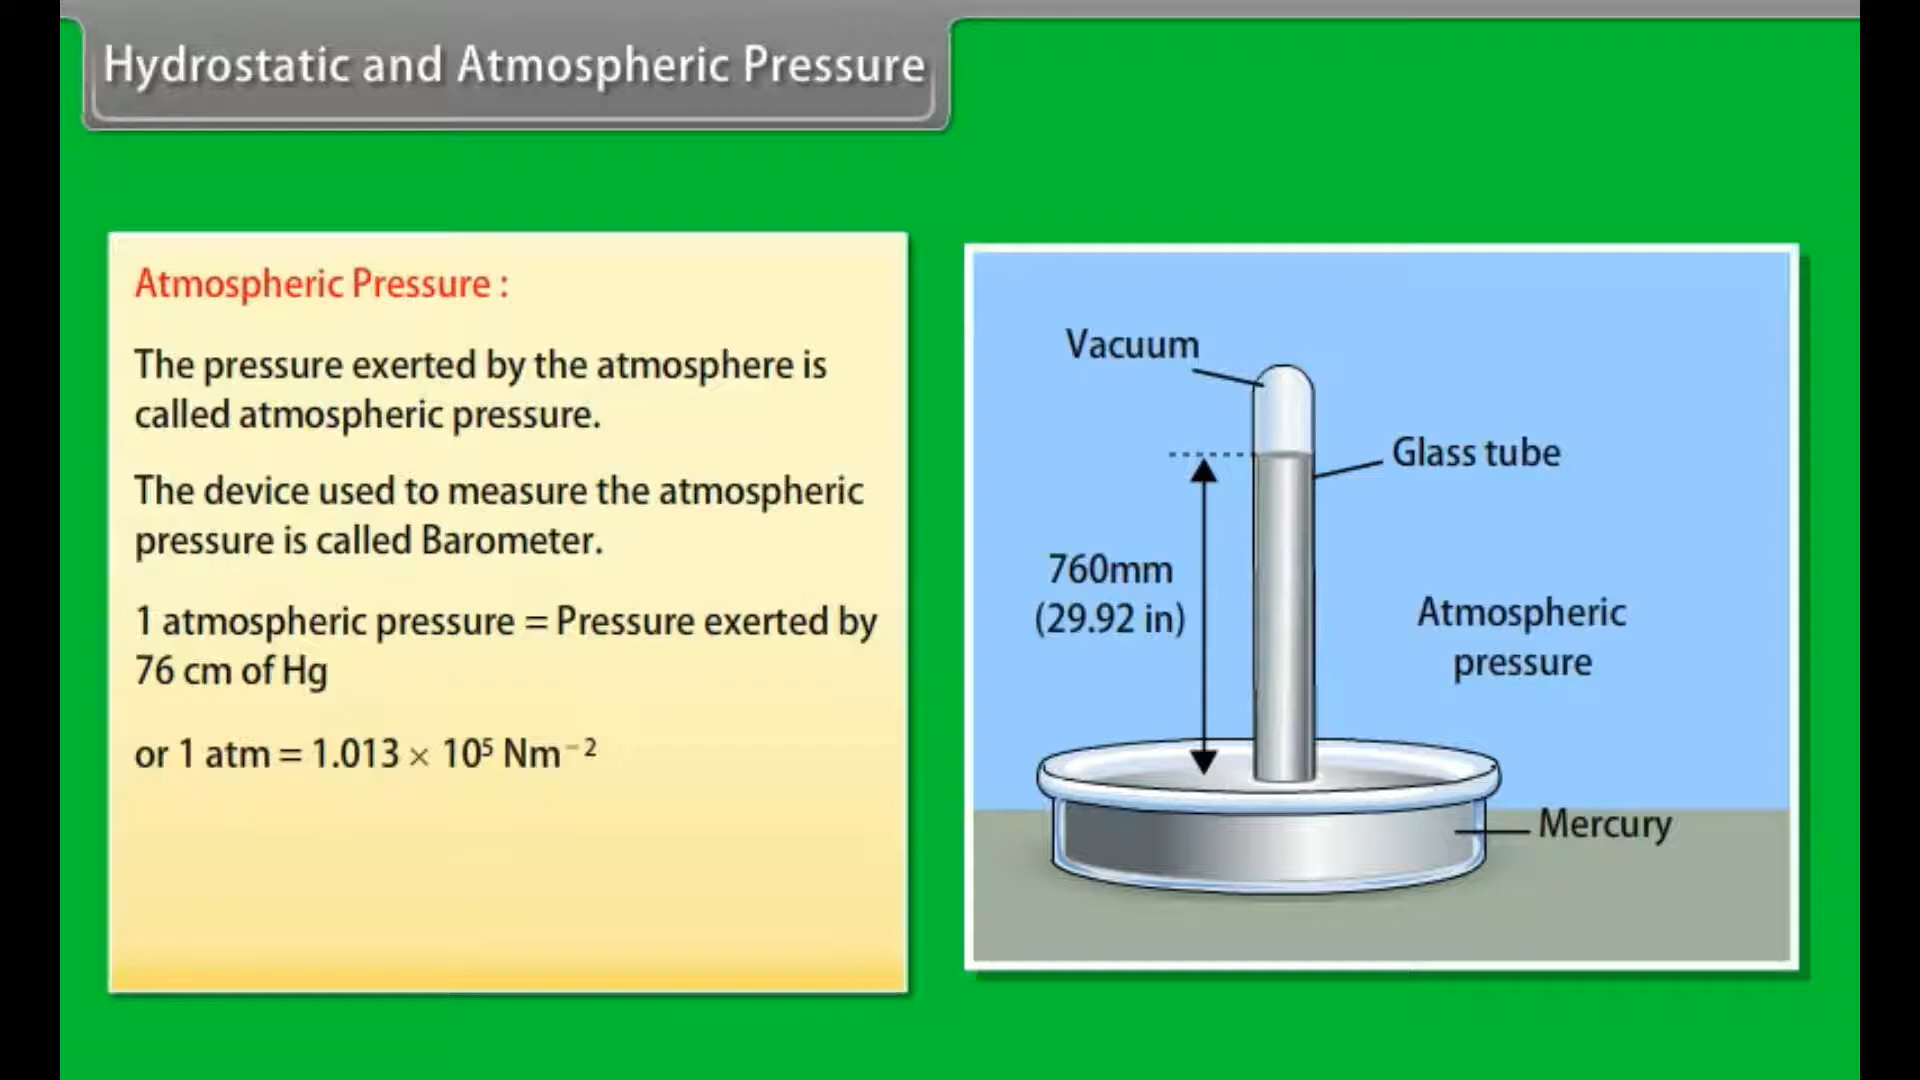 Hydrostatic and Atmospheric Pressure
Atmospheric Pressure :
The pressure exerted by the atmosphere is
called atmospheric pressure.
The device used to measure the atmospheric
pressure is called Barometer.
1 atmospheric pressure = Pressure exerted by
76 cm of Hg
or 1 atm = 1.013 × 10⁵ Nm⁻²
Vacuum
Glass tube
760mm
(29.92 in)
Atmospheric
pressure
Mercury